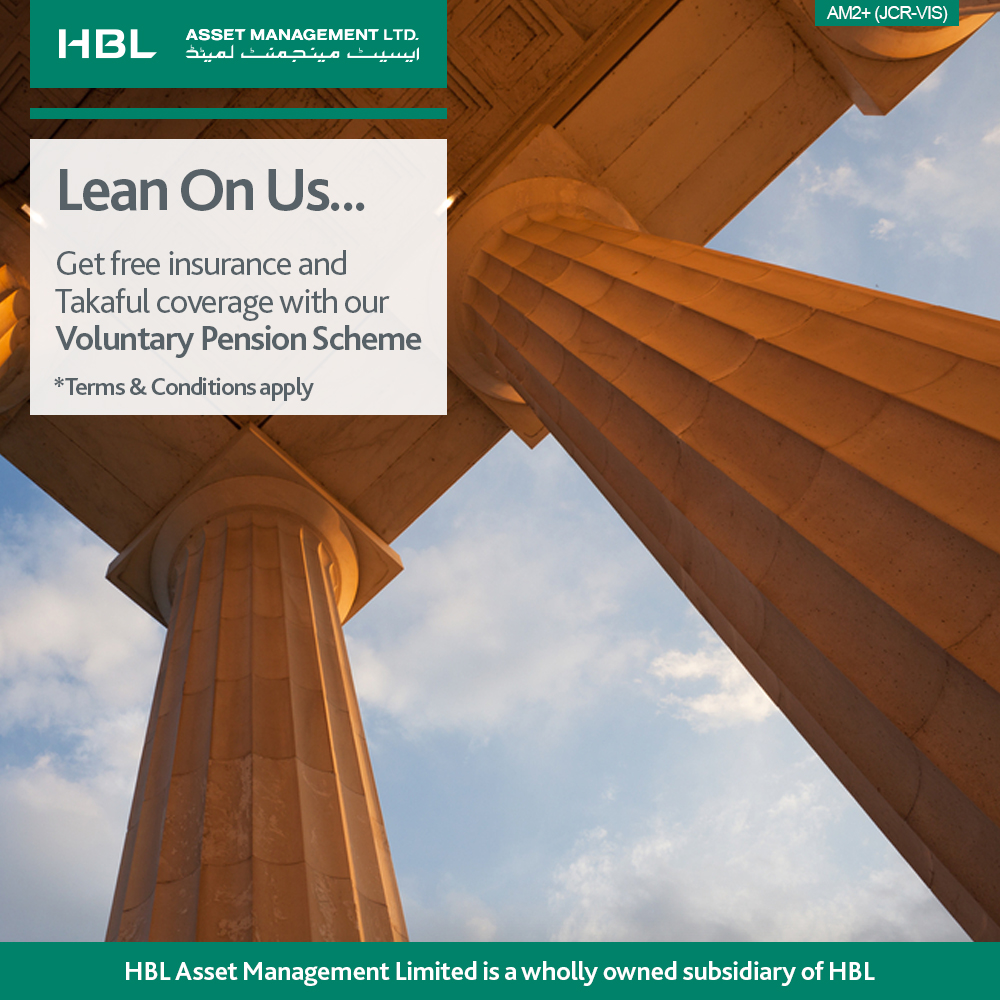 AM2+ (JCR-VIS)
HBL
ASSET MANAGEMENT LTD.
ایسیٹ مینجمنٹ لمیٹڈ
Lean On Us...
Get free insurance and
Takaful coverage with our
Voluntary Pension Scheme
*Terms & Conditions apply
HBL Asset Management Limited is a wholly owned subsidiary of HBL